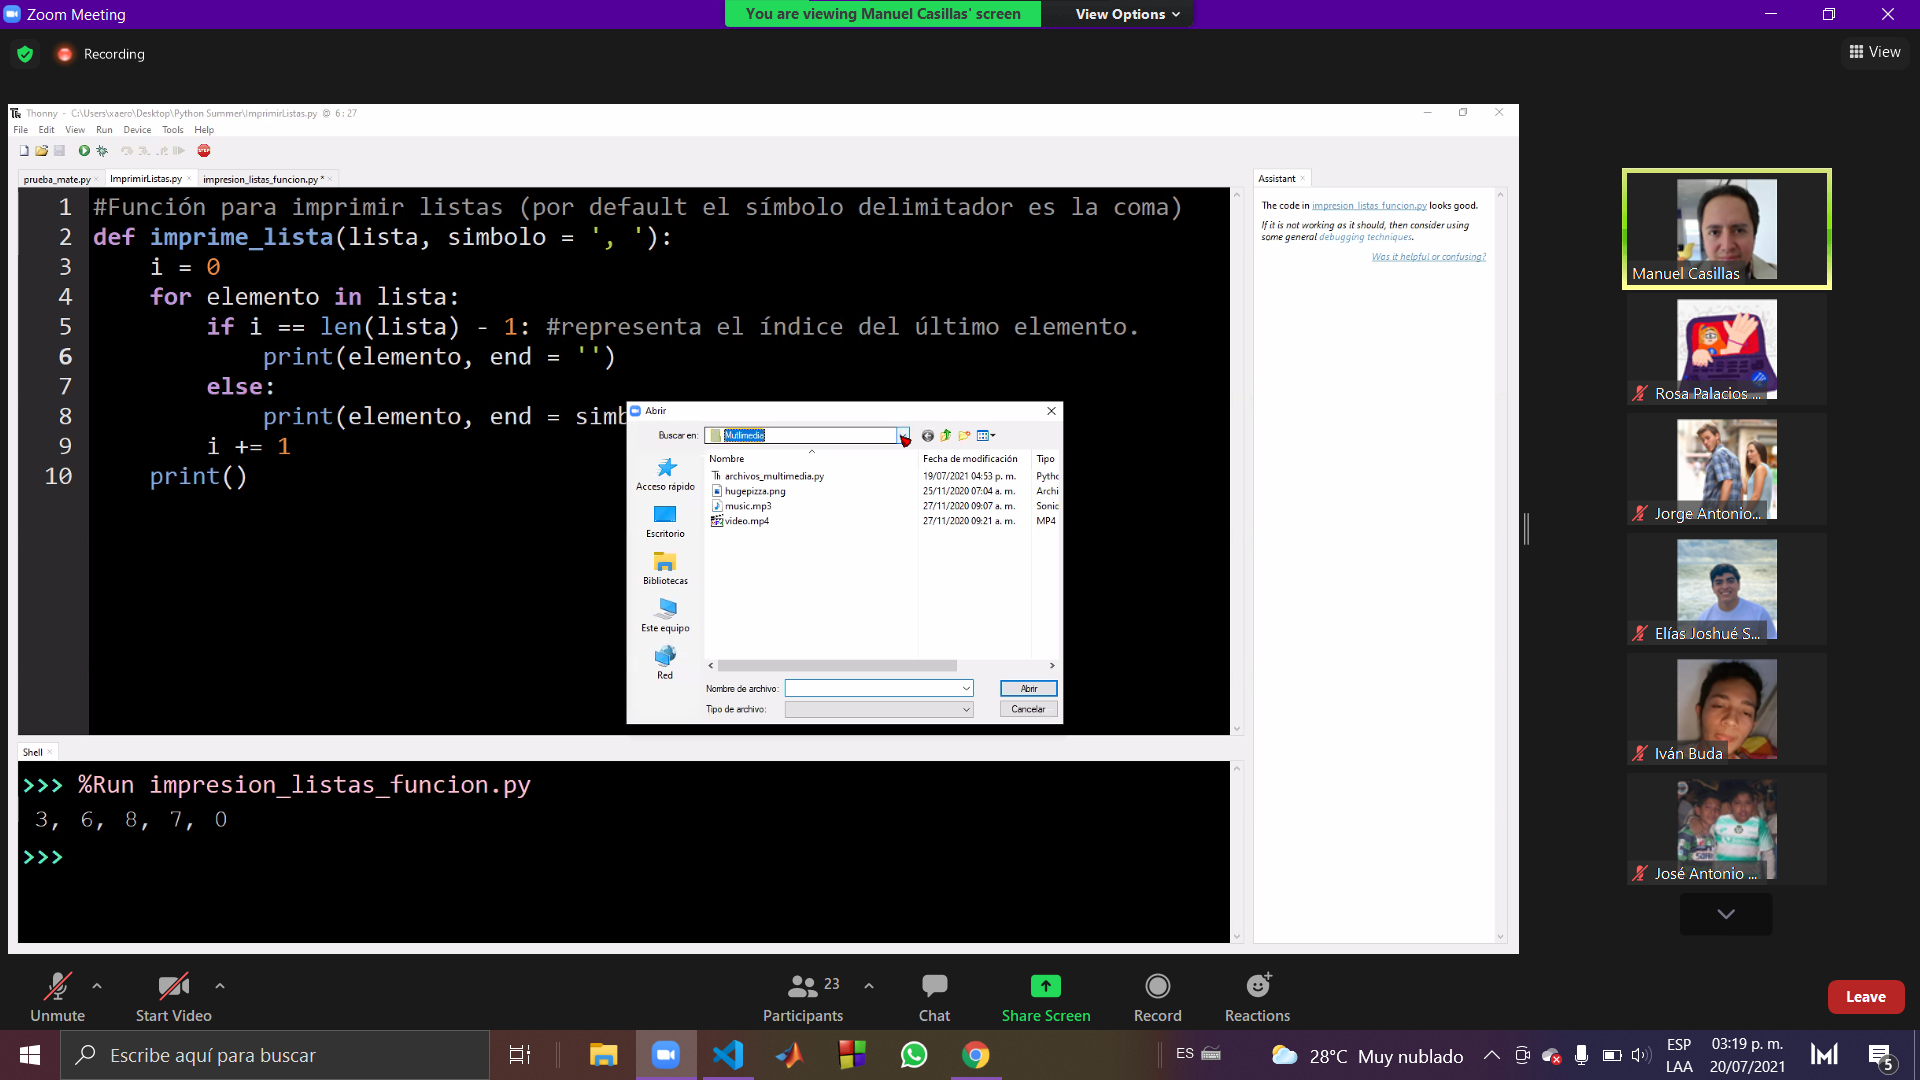 Zoom Meeting
You are viewing Manuel Casillas' screen
View Options
Recording
View
Thonny - C:\Users\xaero\Desktop\Python Summer\ImprimirListas.py @ 6:27
File Edit View Run Device Tools Help
STOP
prueba_mate.py ImprimirListas.py impresion_listas_funcion.py *
1 #Función para imprimir listas (por default el símbolo delimitador es la coma)
2 def imprime_lista(lista, simbolo = ', '):
3 i = 0
4 for elemento in lista:
5 if i == len(lista) - 1: #representa el índice del último elemento.
6 print(elemento, end = '')
7 else:
8 print(elemento, end = simb
9 i += 1
10 print()
Abrir
Buscar en: Mutlimedia
Nombre Fecha de modificación Tipo
archivos_multimedia.py 19/07/2021 04:53 p. m. Pytho
hugepizza.png 25/11/2020 07:04 a. m. Archi
music.mp3 27/11/2020 09:07 a. m. Sonic
video.mp4 27/11/2020 09:21 a. m. MP4
Acceso rápido
Escritorio
Bibliotecas
Este equipo
Red
Nombre de archivo: Abrir
Tipo de archivo: Cancelar
Assistant
The code in impresion_listas_funcion.py looks good.
If it is not working as it should, then consider using
some general debugging techniques.
Was it helpful or confusing?
Shell
>>> %Run impresion_listas_funcion.py
3, 6, 8, 7, 0
>>>
Manuel Casillas
Rosa Palacios ...
Jorge Antonio...
Elías Joshué S...
Iván Buda
José Antonio ...
Unmute
Start Video
23
Participants
Chat
Share Screen
Record
Reactions
Leave
Escribe aquí para buscar
ES
28°C Muy nublado
ESP
LAA
03:19 p. m.
20/07/2021
5